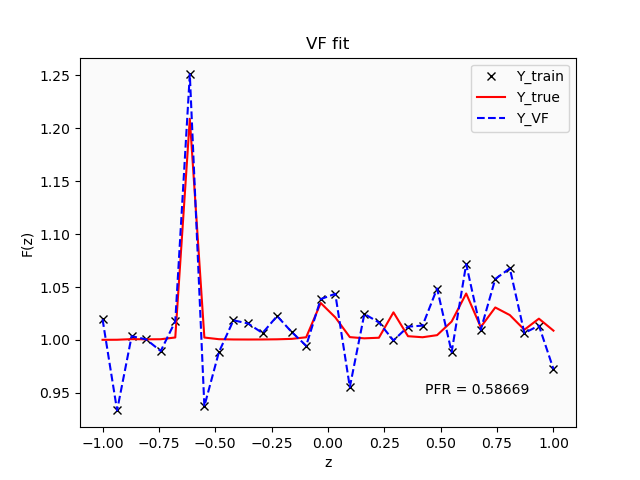 VF fit
Y_train
Y_true
Y_VF
1.25
1.20
1.15
1.10
1.05
1.00
0.95
F(z)
PFR = 0.58669
−1.00 −0.75 −0.50 −0.25 0.00 0.25 0.50 0.75 1.00
z